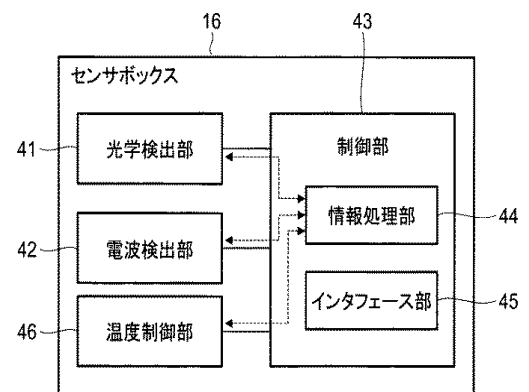 16
43
センサボックス
41
光学検出部
制御部
情報処理部
44
42
電波検出部
インタフェース部
45
46
温度制御部